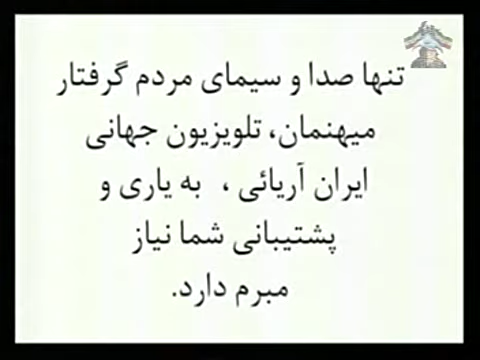 تنها صدا و سیمای مردم گرفتار
میهنمان، تلویزیون جهانی
ایران آریائی ، به یاری و
پشتیبانی شما نیاز
مبرم دارد.